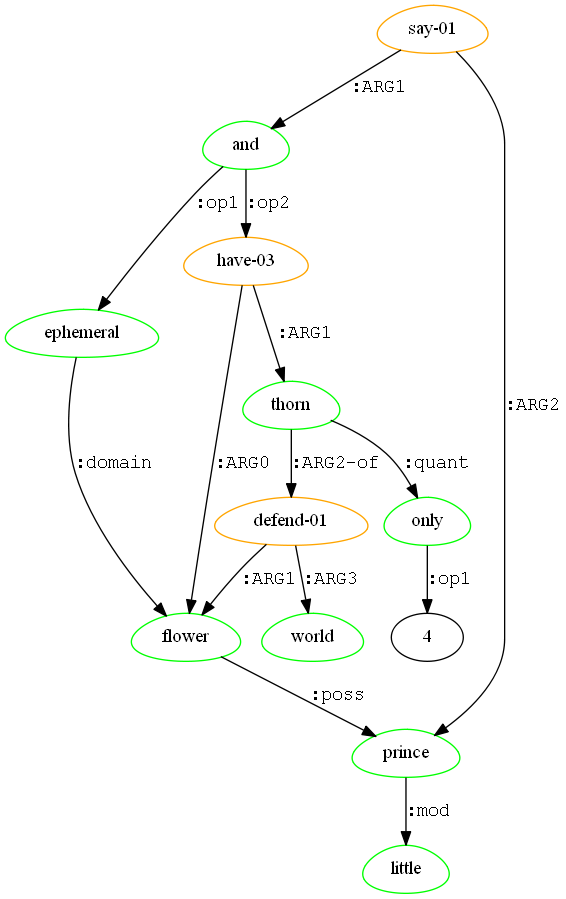 say-01
:ARG1
and
:op1 :op2
have-03
ephemeral :ARG1
thorn
:domain :ARG0 :ARG2-of :quant :ARG2
defend-01 only
:ARG1 :ARG3 :op1
flower world 4
:poss
prince
:mod
little